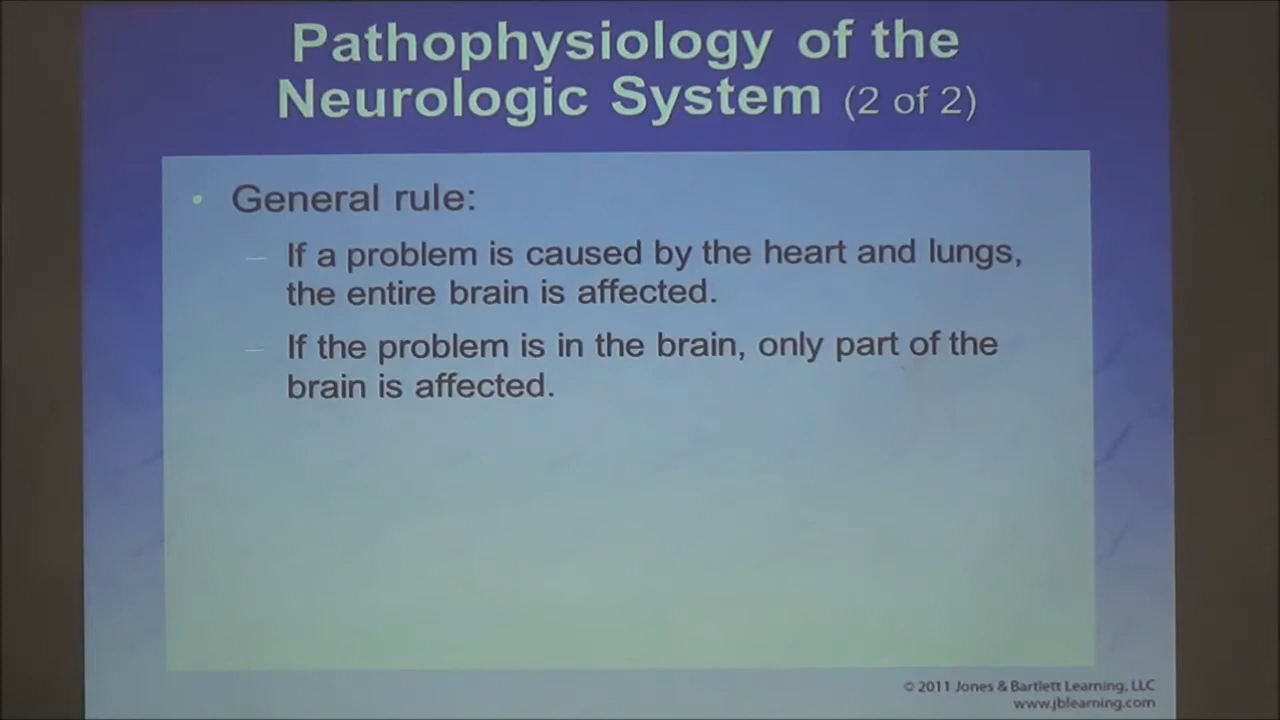 Pathophysiology of the
Neurologic System (2 of 2)
• General rule:
– If a problem is caused by the heart and lungs,
the entire brain is affected.
– If the problem is in the brain, only part of the
brain is affected.
© 2011 Jones & Bartlett Learning, LLC
www.jblearning.com